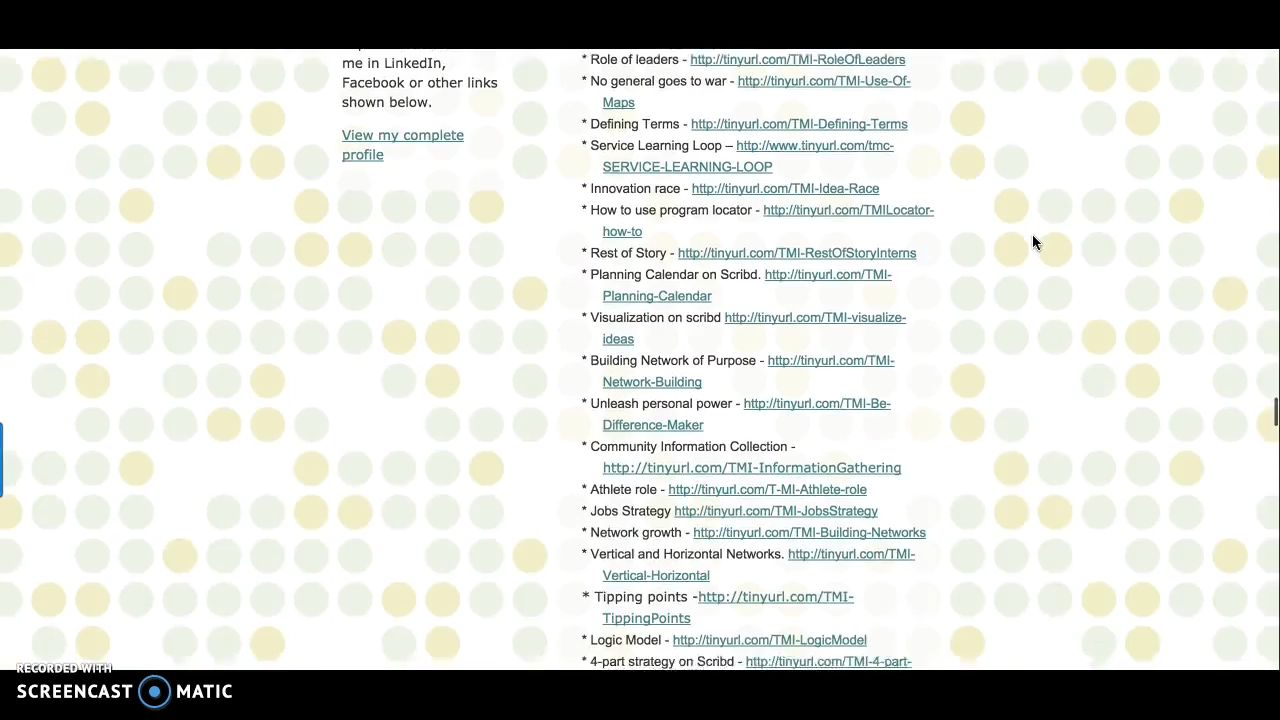 me in LinkedIn,
Facebook or other links
shown below.
View my complete
profile
* Role of leaders - http://tinyurl.com/TMI-RoleOfLeaders
* No general goes to war - http://tinyurl.com/TMI-Use-Of-
Maps
* Defining Terms - http://tinyurl.com/TMI-Defining-Terms
* Service Learning Loop – http://www.tinyurl.com/tmc-
SERVICE-LEARNING-LOOP
* Innovation race - http://tinyurl.com/TMI-Idea-Race
* How to use program locator - http://tinyurl.com/TMILocator-
how-to
* Rest of Story - http://tinyurl.com/TMI-RestOfStoryInterns
* Planning Calendar on Scribd. http://tinyurl.com/TMI-
Planning-Calendar
* Visualization on scribd http://tinyurl.com/TMI-visualize-
ideas
* Building Network of Purpose - http://tinyurl.com/TMI-
Network-Building
* Unleash personal power - http://tinyurl.com/TMI-Be-
Difference-Maker
* Community Information Collection -
http://tinyurl.com/TMI-InformationGathering
* Athlete role - http://tinyurl.com/T-MI-Athlete-role
* Jobs Strategy http://tinyurl.com/TMI-JobsStrategy
* Network growth - http://tinyurl.com/TMI-Building-Networks
* Vertical and Horizontal Networks. http://tinyurl.com/TMI-
Vertical-Horizontal
* Tipping points -http://tinyurl.com/TMI-
TippingPoints
* Logic Model - http://tinyurl.com/TMI-LogicModel
* 4-part strategy on Scribd - http://tinyurl.com/TMI-4-part-
RECORDED WITH
SCREENCAST MATIC